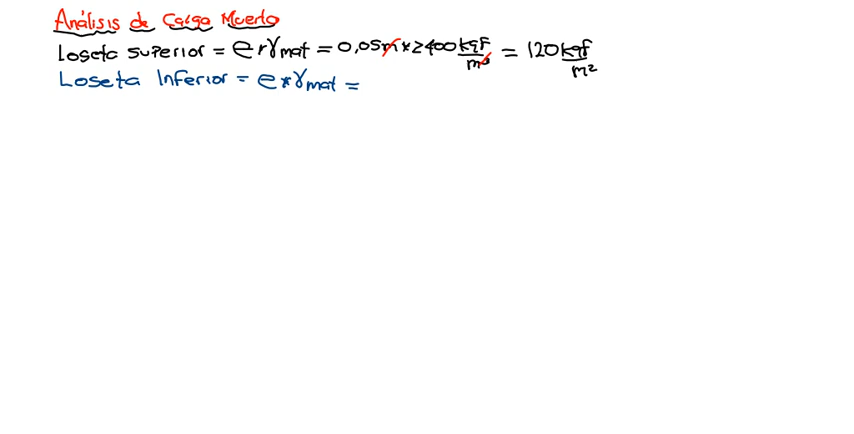 Análisis de Carga Muerta
Loseta Superior = e * γmat = 0,05m * 2400 kgf/m³ = 120 kgf/m²
Loseta Inferior = e * γmat =